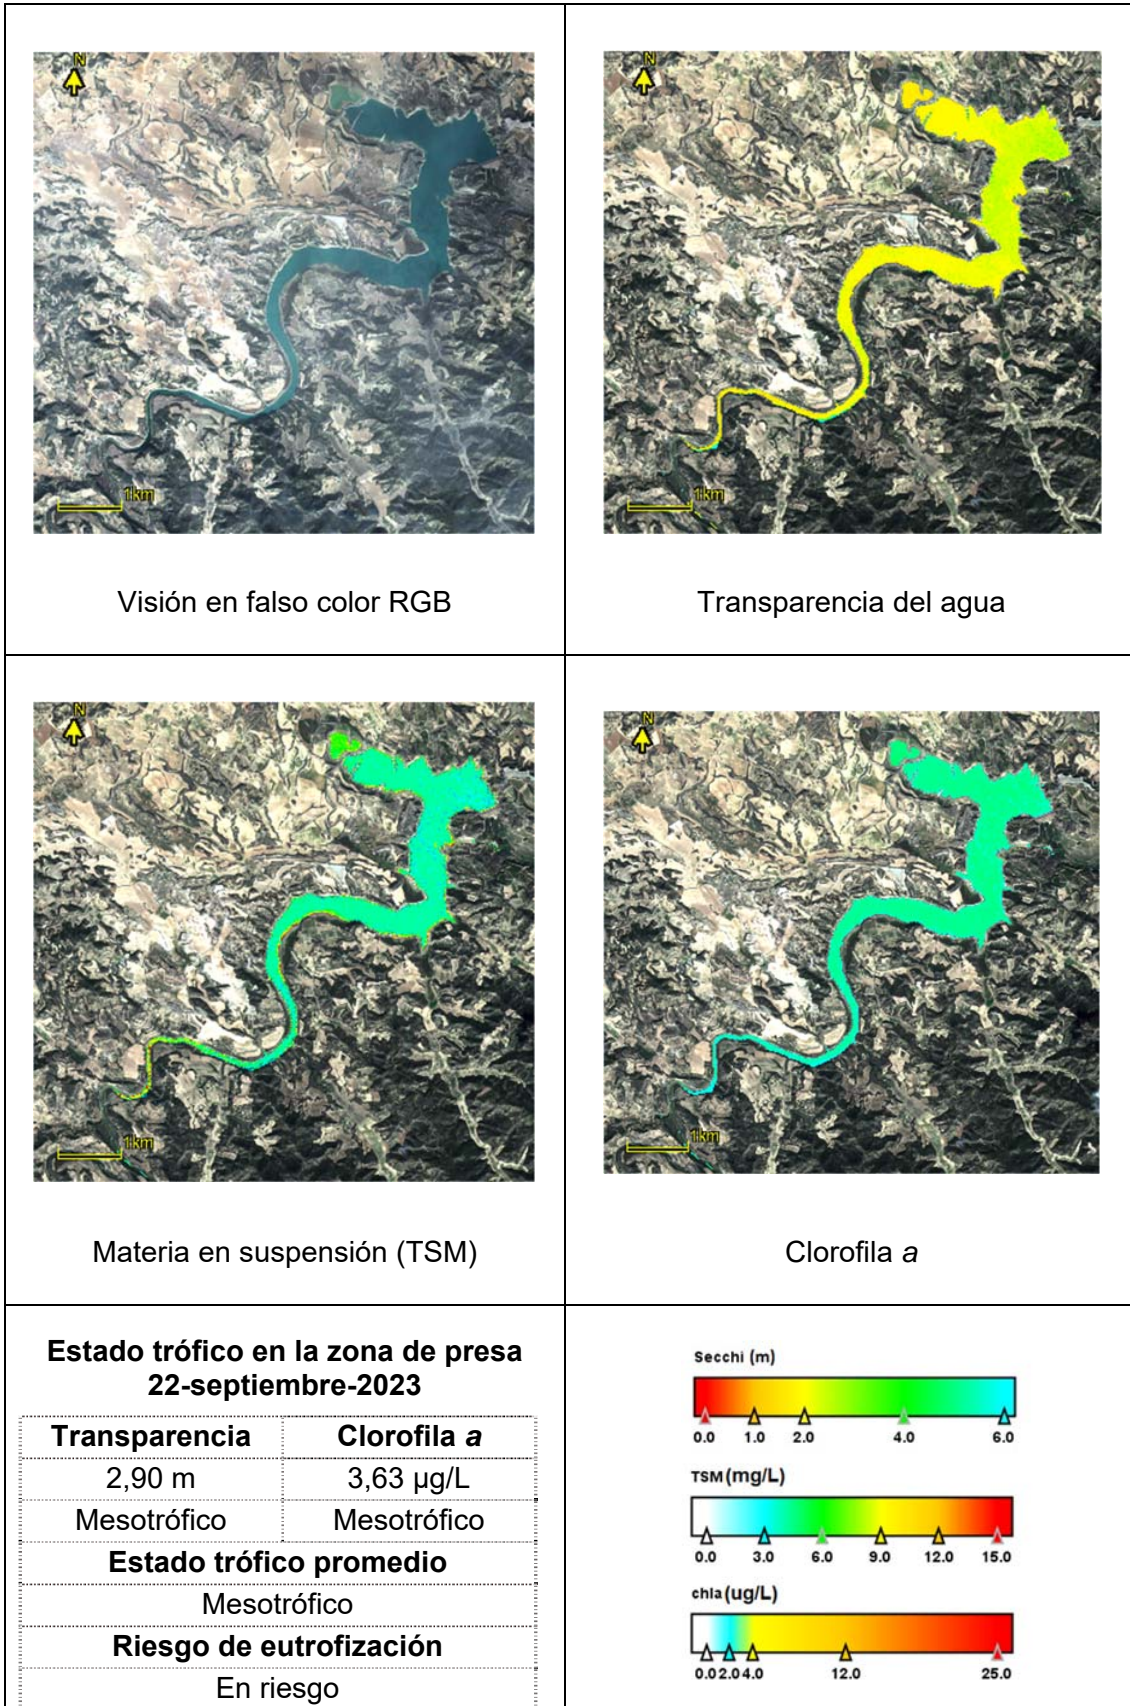 N
1km
Visión en falso color RGB
N
1km
Transparencia del agua
N
1km
Materia en suspensión (TSM)
N
1km
Clorofila a
Estado trófico en la zona de presa
22-septiembre-2023
Transparencia Clorofila a
2,90 m 3,63 µg/L
Mesotrófico Mesotrófico
Estado trófico promedio
Mesotrófico
Riesgo de eutrofización
En riesgo
Secchi (m)
0.0 1.0 2.0 4.0 6.0
TSM (mg/L)
0.0 3.0 6.0 9.0 12.0 15.0
chla (ug/L)
0.0 2.0 4.0 12.0 25.0